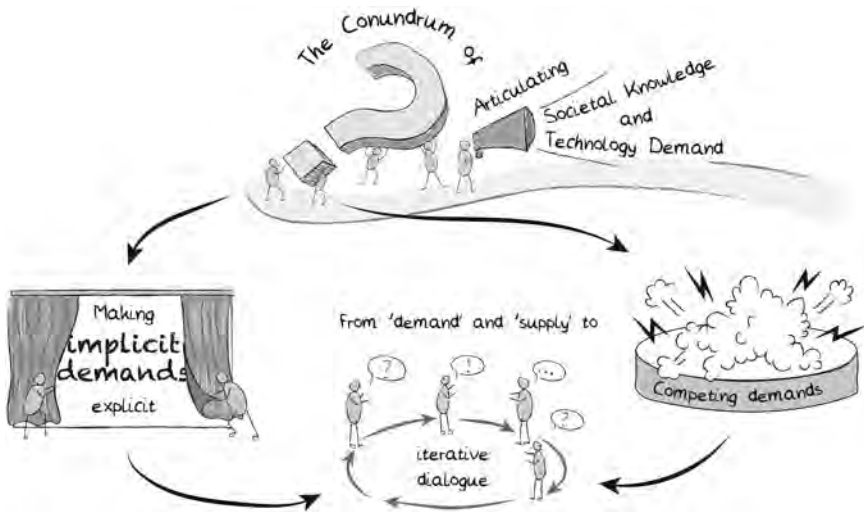 The Conundrum of
Articulating
Societal Knowledge
and
Technology Demand
Making
implicit
demands
explicit
From 'demand' and 'supply' to
?
!
...
?
iterative
dialogue
Competing demands